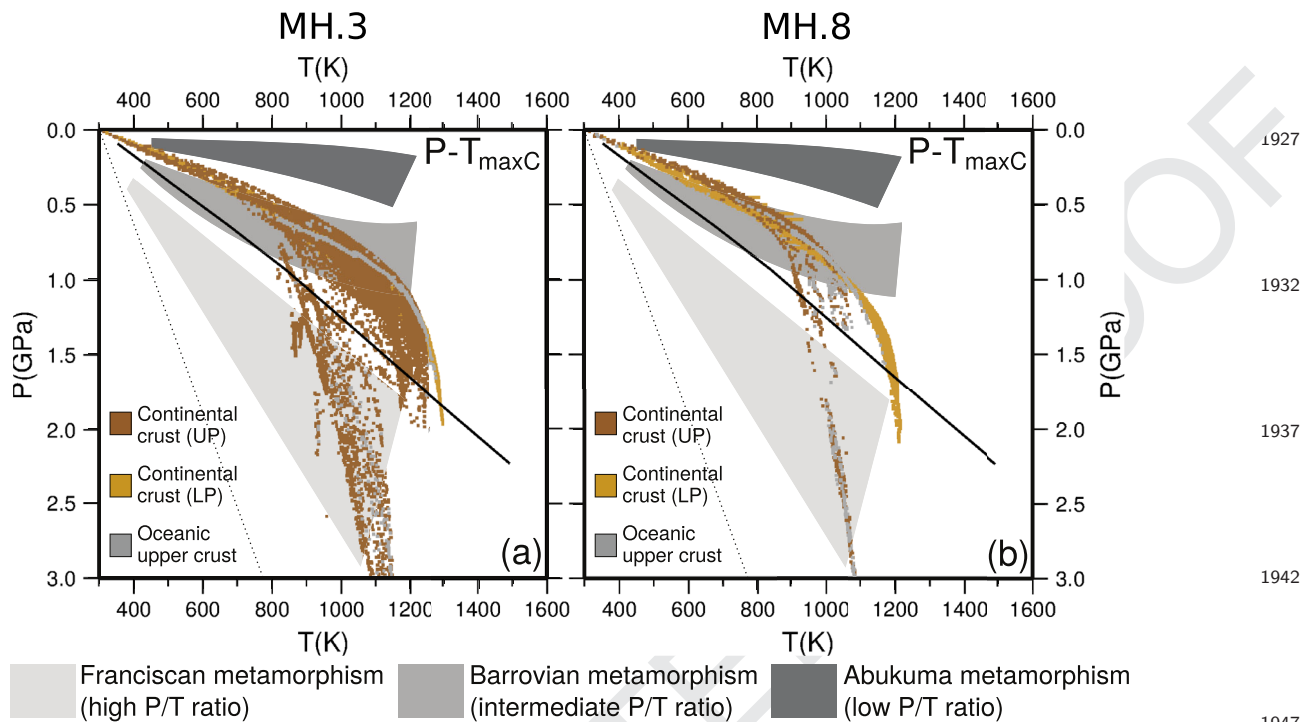 MH.3
MH.8
T(K)
T(K)
400 600 800 1000 1200 1400 1600
400 600 800 1000 1200 1400 1600
0.0
0.5
1.0
1.5
2.0
2.5
3.0
P(GPa)
P-TmaxC
Continental
crust (UP)
Continental
crust (LP)
Oceanic
upper crust
(a)
400 600 800 1000 1200 1400 1600
T(K)
P-TmaxC
Continental
crust (UP)
Continental
crust (LP)
Oceanic
upper crust
(b)
0.0
0.5
1.0
1.5
2.0
2.5
3.0
P(GPa)
400 600 800 1000 1200 1400 1600
T(K)
1927
1932
1937
1942
Franciscan metamorphism
(high P/T ratio)
Barrovian metamorphism
(intermediate P/T ratio)
Abukuma metamorphism
(low P/T ratio)